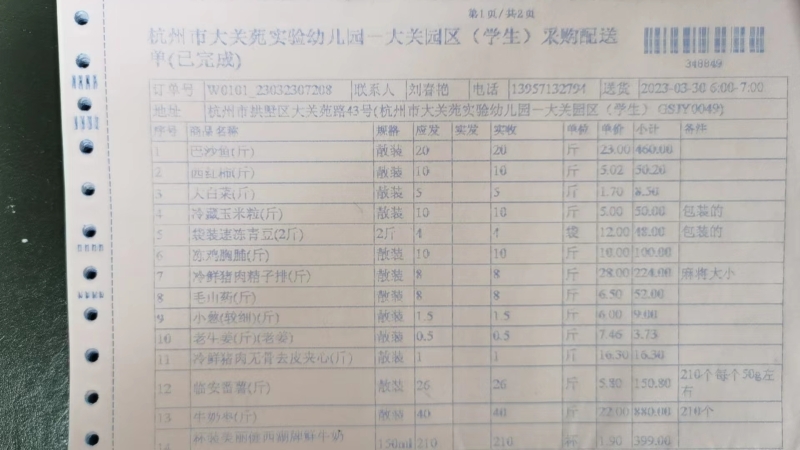 第1页/共2页
杭州市大关苑实验幼儿园－大关园区（学生）采购配送
单(已完成)
348849
订单号 W0101_23032307208 联系人 刘春艳 电话 13957132794 送货 2023-03-30 6:00-7:00
地址 杭州市拱墅区大关苑路43号(杭州市大关苑实验幼儿园－大关园区（学生）GSJY0049)
序号 商品名称 规格 应发 实发 实收 单位 单价 小计 备注
1 巴沙鱼(斤) 散装 20 20 斤 23.00 460.00
2 西红柿(斤) 散装 10 10 斤 5.02 50.20
3 大白菜(斤) 散装 5 5 斤 1.70 8.50
4 冷藏玉米粒(斤) 散装 10 10 斤 5.00 50.00 包装的
5 袋装速冻青豆(2斤) 2斤 4 4 袋 12.00 48.00 包装的
6 冻鸡胸脯(斤) 散装 10 10 斤 10.00 100.00
7 冷鲜猪肉精子排(斤) 散装 8 8 斤 28.00 224.00 麻将大小
8 毛山药(斤) 散装 8 8 斤 6.50 52.00
9 小葱(较细)(斤) 散装 1.5 1.5 斤 6.00 9.00
10 老生姜(斤)(老姜) 散装 0.5 0.5 斤 7.46 3.73
11 冷鲜猪肉无骨去皮夹心(斤) 散装 1 1 斤 16.30 16.30
12 临安番薯(斤) 散装 26 26 斤 5.80 150.80 210个每个50g左
右
13 牛奶枣(斤) 散装 40 40 斤 22.00 880.00 210个
14 杯装美丽健西湖牛奶 150ml 210 210 杯 1.90 399.00